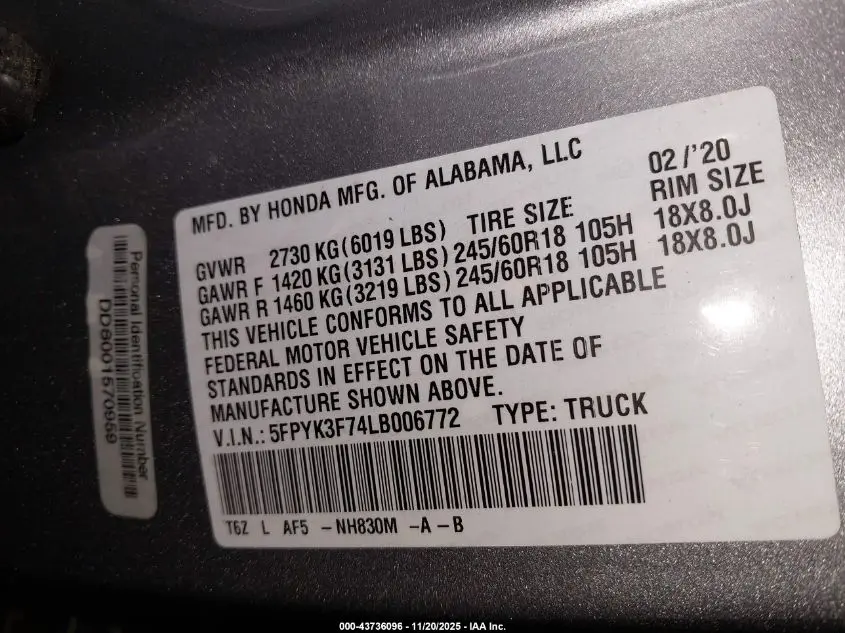 MFD. BY HONDA MFG. OF ALABAMA, LLC 02/'20
GVWR 2730 KG(6019 LBS) TIRE SIZE RIM SIZE
GAWR F 1420 KG(3131 LBS) 245/60R18 105H 18X8.0J
GAWR R 1460 KG(3219 LBS) 245/60R18 105H 18X8.0J
THIS VEHICLE CONFORMS TO ALL APPLICABLE
FEDERAL MOTOR VEHICLE SAFETY
STANDARDS IN EFFECT ON THE DATE OF
MANUFACTURE SHOWN ABOVE.
V.I.N.: 5FPYK3F74LB006772 TYPE: TRUCK
T6Z L AF5 -NH830M -A -B
Personal Identification Number
DD8001570959
000-43736096 - 11/20/2025 - IAA Inc.